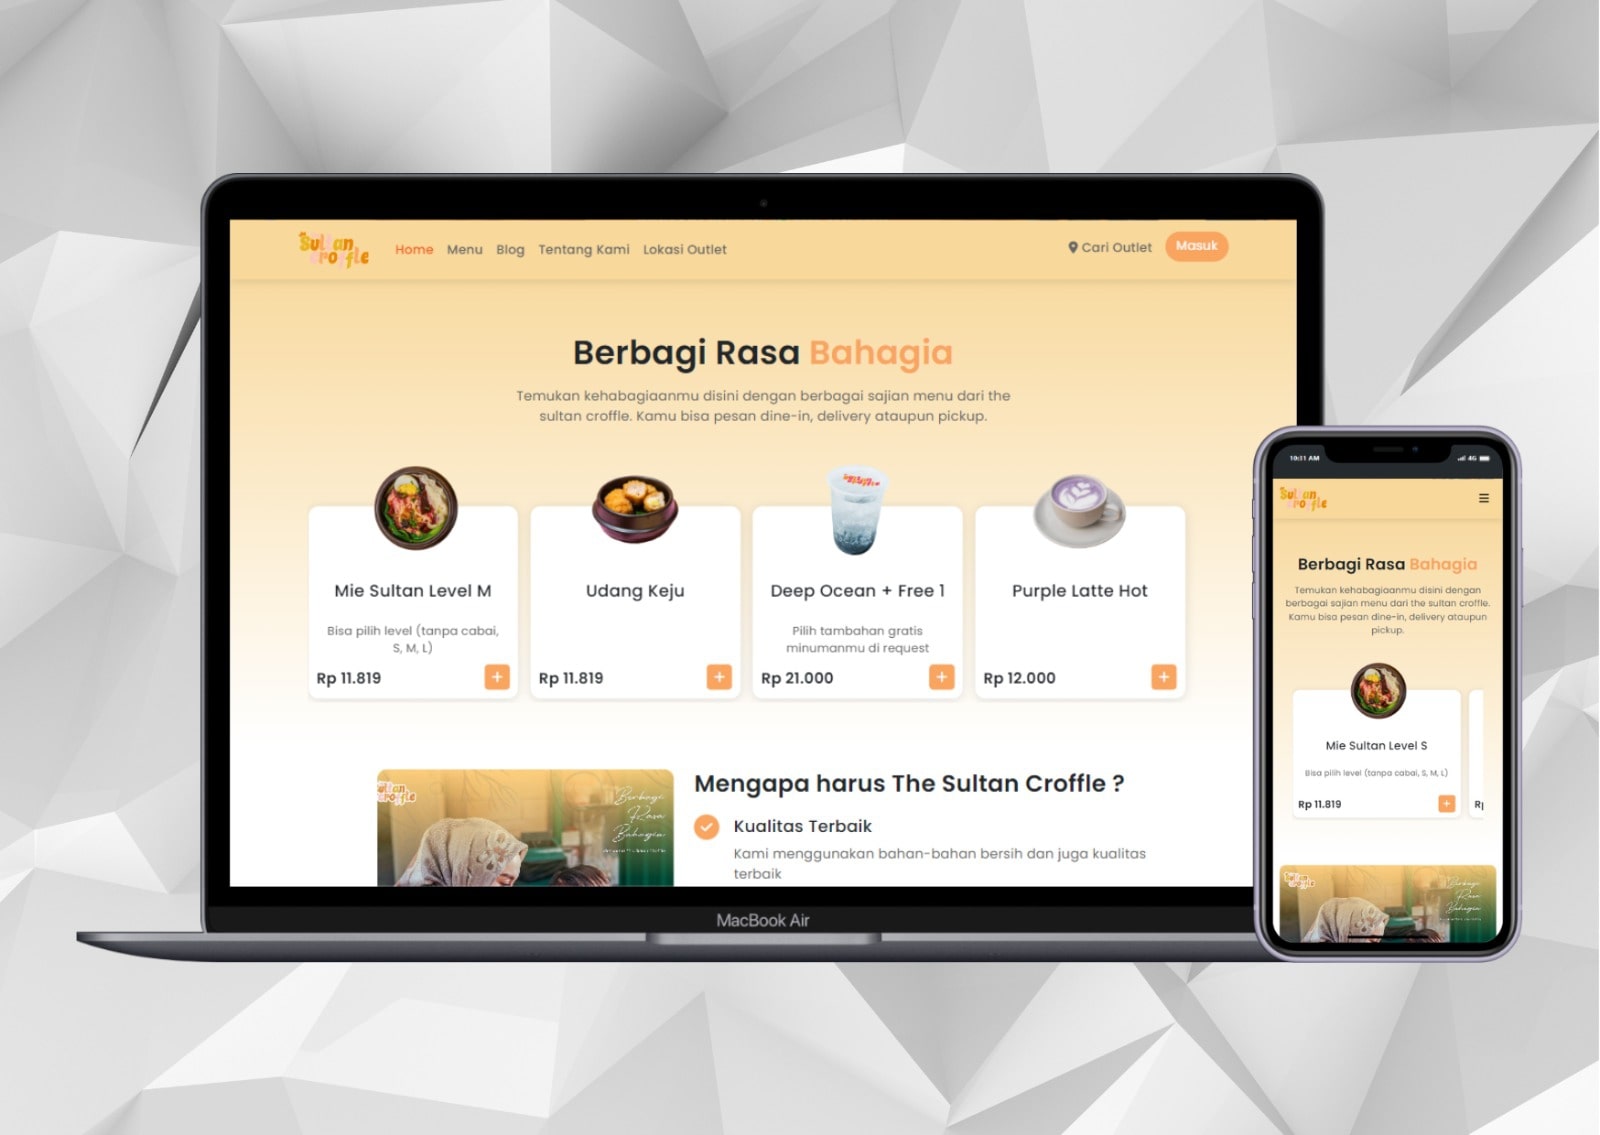 Sultan
Croffle
Home Menu Blog Tentang Kami Lokasi Outlet
Cari Outlet Masuk
Berbagi Rasa Bahagia
Temukan kehabagiaanmu disini dengan berbagai sajian menu dari the
sultan croffle. Kamu bisa pesan dine-in, delivery ataupun pickup.
Mie Sultan Level M
Bisa pilih level (tanpa cabai,
S, M, L)
Rp 11.819 +
Udang Keju
Rp 11.819 +
Deep Ocean + Free 1
Pilih tambahan gratis
minumanmu di request
Rp 21.000 +
Purple Latte Hot
Rp 12.000 +
Sultan
Croffle
Berbagi
Rasa
Bahagia
Mengapa harus The Sultan Croffle ?
Kualitas Terbaik
Kami menggunakan bahan-bahan bersih dan juga kualitas
terbaik
MacBook Air
10:11 AM 4G
Sultan
Croffle
Berbagi Rasa Bahagia
Temukan kehabagiaanmu disini dengan
berbagai sajian menu dari the sultan croffle.
Kamu bisa pesan dine-in, delivery ataupun
pickup.
Mie Sultan Level S
Bisa pilih level (tanpa cabai, S, M, L)
Rp 11.819 +
Sultan
Croffle
Berbagi
Rasa
Bahagia